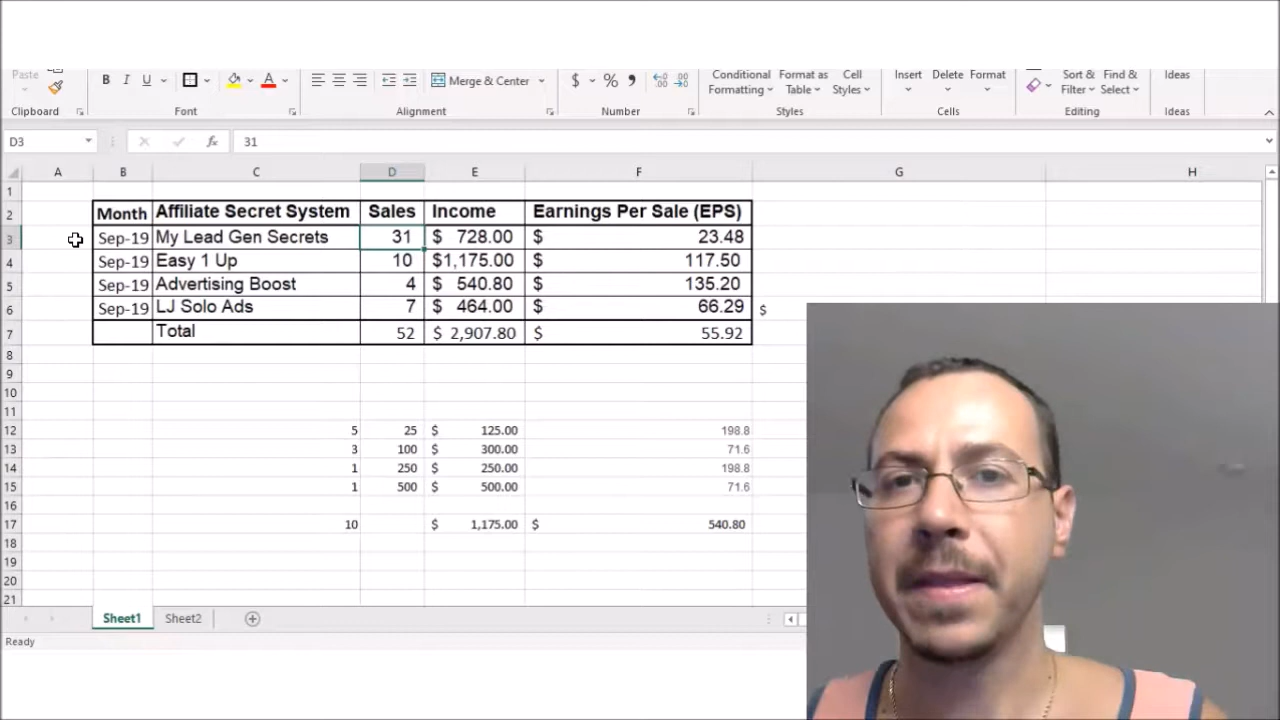 Paste
B I U A
Merge & Center
$ % ,
Conditional Formatting
Format as Table
Cell Styles
Insert Delete Format
Sort & Filter
Find & Select
Ideas
Clipboard Font Alignment Number Styles Cells Editing Ideas
D3 fx 31
A B C D E F G H
1
2 Month Affiliate Secret System Sales Income Earnings Per Sale (EPS)
3 Sep-19 My Lead Gen Secrets 31 $ 728.00 $ 23.48
4 Sep-19 Easy 1 Up 10 $1,175.00 $ 117.50
5 Sep-19 Advertising Boost 4 $ 540.80 $ 135.20
6 Sep-19 LJ Solo Ads 7 $ 464.00 $ 66.29 $
7 Total 52 $ 2,907.80 $ 55.92
8
9
10
11
12 5 25 $ 125.00 198.8
13 3 100 $ 300.00 71.6
14 1 250 $ 250.00 198.8
15 1 500 $ 500.00 71.6
16
17 10 $ 1,175.00 $ 540.80
18
19
20
21
Sheet1 Sheet2
Ready